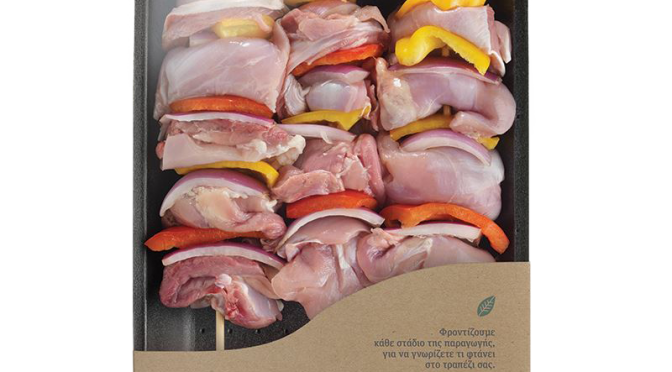 Φροντίζουμε
κάθε στάδιο της παραγωγής,
για να γνωρίζετε τι φτάνει
στο τραπέζι σας.